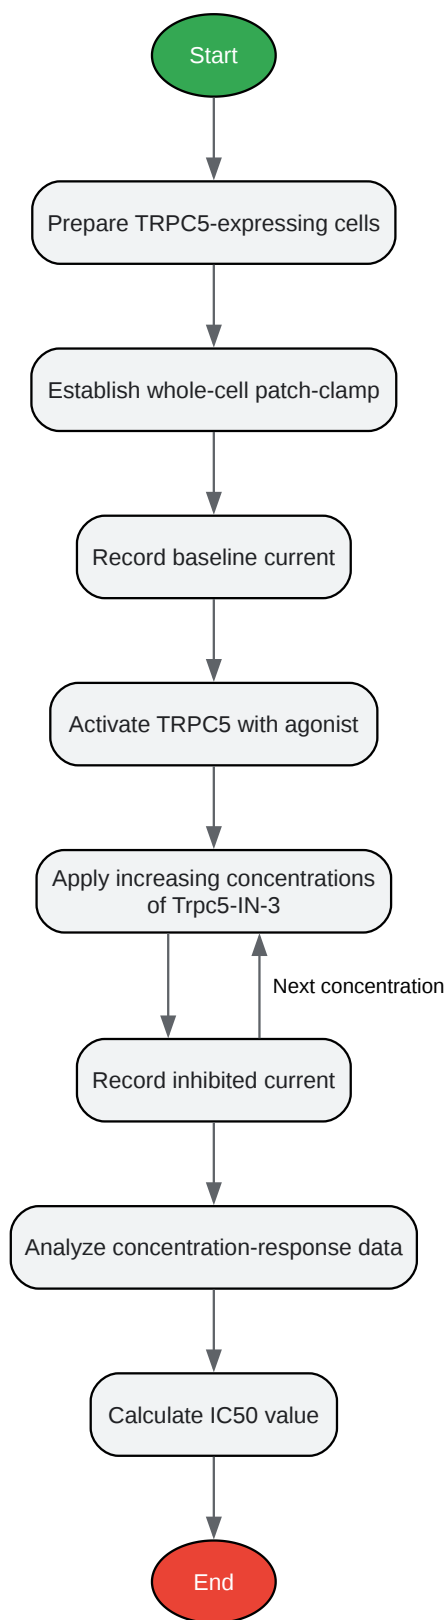 Start
Prepare TRPC5-expressing cells
Establish whole-cell patch-clamp
Record baseline current
Activate TRPC5 with agonist
Apply increasing concentrations
of Trpc5-IN-3
Next concentration
Record inhibited current
Analyze concentration-response data
Calculate IC50 value
End